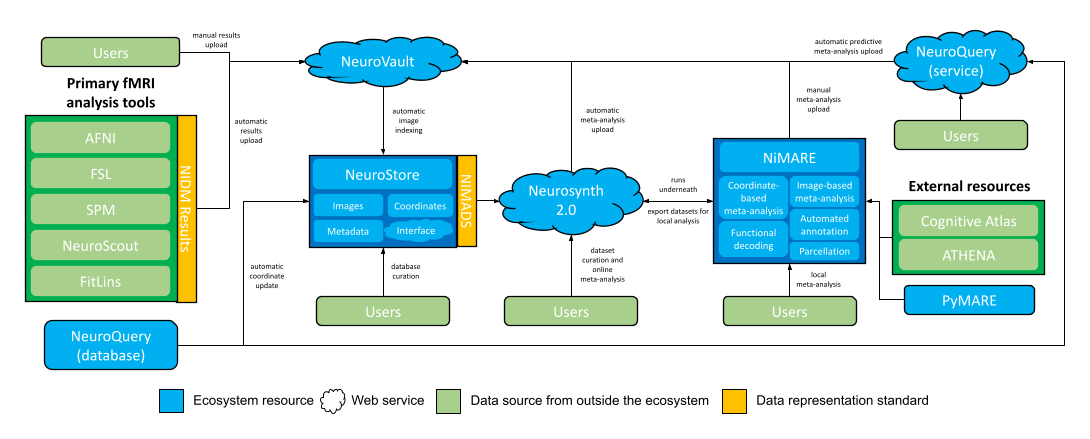 Users
manual results
upload
NeuroVault
automatic predictive
meta-analysis upload
NeuroQuery
(service)
Primary fMRI
analysis tools
AFNI
FSL
SPM
NeuroScout
FitLins
NIDM Results
automatic
results
upload
automatic
image
indexing
automatic
meta-analysis
upload
manual
meta-analysis
upload
Users
NeuroStore
Images
Coordinates
Metadata
Interface
NIMADS
Neurosynth
2.0
runs
underneath
export datasets for
local analysis
NiMARE
Coordinate-
based
meta-analysis
Functional
decoding
Image-based
meta-analysis
Automated
annotation
Parcellation
External resources
Cognitive Atlas
ATHENA
PyMARE
automatic
coordinate
update
database
curation
dataset
curation and
online
meta-analysis
local
meta-analysis
Users
Users
Users
NeuroQuery
(database)
Ecosystem resource
Web service
Data source from outside the ecosystem
Data representation standard